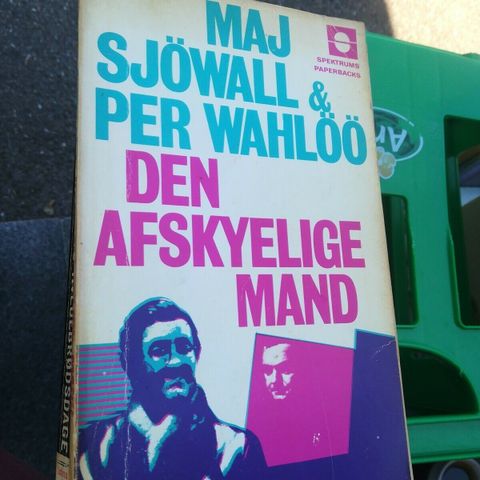 MAJ
SJÖWALL &
PER WAHLÖÖ
SPEKTRUMS
PAPERBACKS
DEN
AFSKYELIGE
MAND